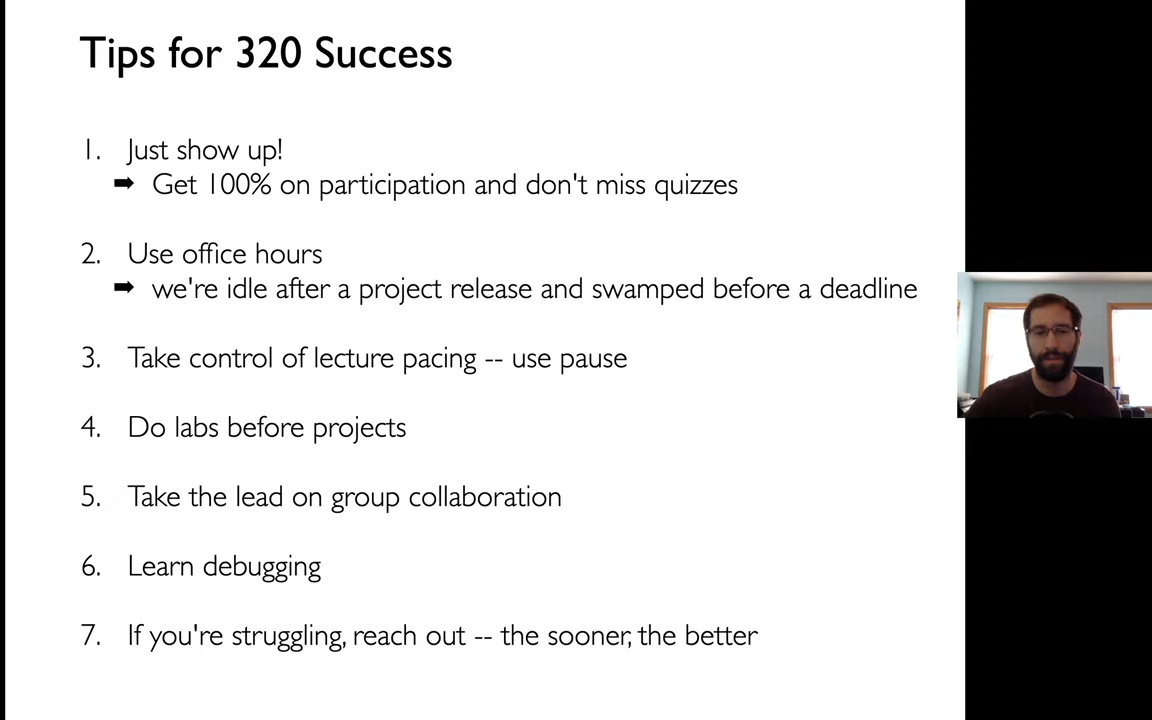 Tips for 320 Success
1. Just show up!
➡ Get 100% on participation and don't miss quizzes
2. Use office hours
➡ we're idle after a project release and swamped before a deadline
3. Take control of lecture pacing -- use pause
4. Do labs before projects
5. Take the lead on group collaboration
6. Learn debugging
7. If you're struggling, reach out -- the sooner, the better